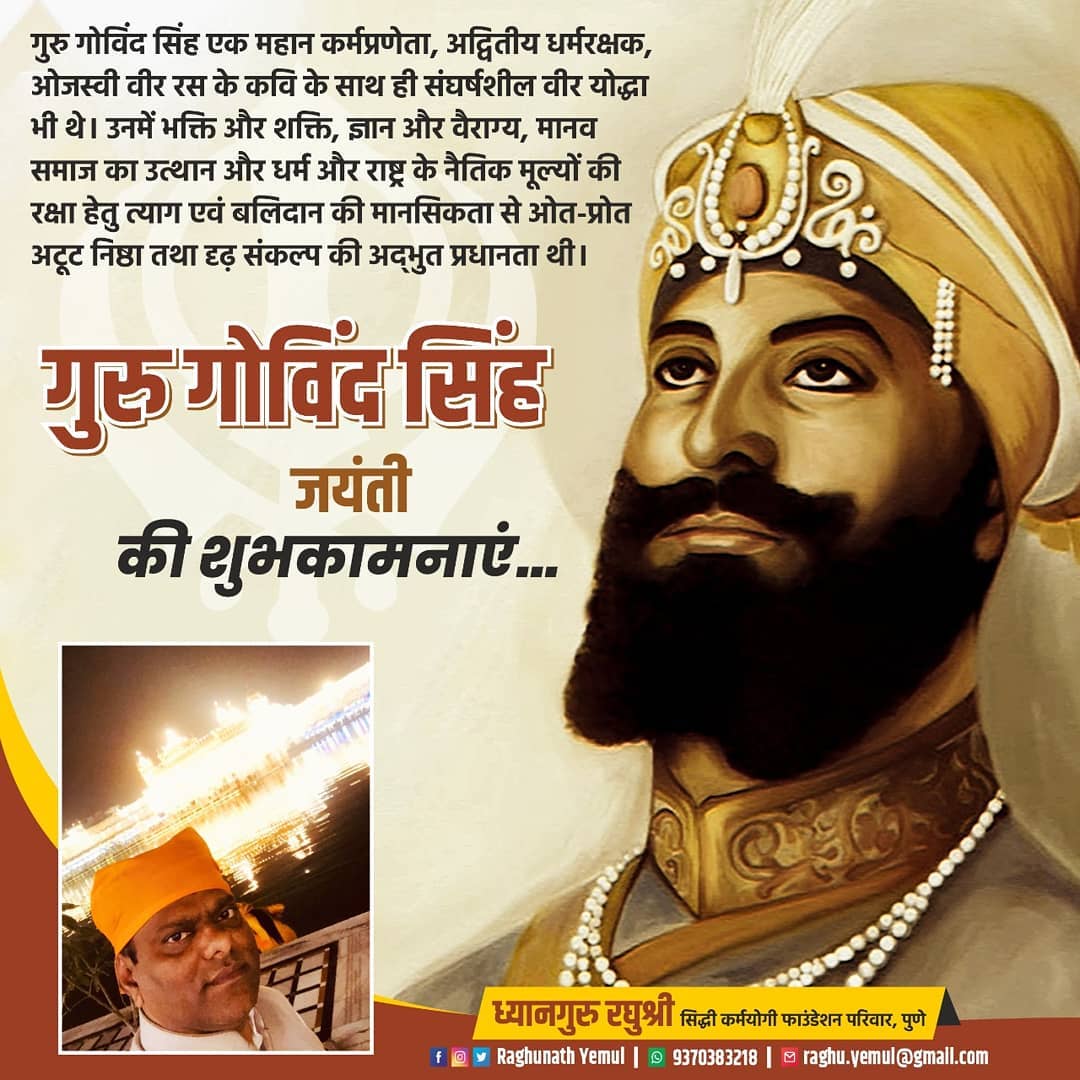 गुरु गोविंद सिंह एक महान कर्मप्रणेता, अद्वितीय धर्मरक्षक,
ओजस्वी वीर रस के कवि के साथ ही संघर्षशील वीर योद्धा
भी थे। उनमें भक्ति और शक्ति, ज्ञान और वैराग्य, मानव
समाज का उत्थान और धर्म और राष्ट्र के नैतिक मूल्यों की
रक्षा हेतु त्याग एवं बलिदान की मानसिकता से ओत-प्रोत
अटूट निष्ठा तथा दृढ़ संकल्प की अद्भुत प्रधानता थी।
गुरु गोविंद सिंह
जयंती
की शुभकामनाएं...
ध्यानगुरु रघुश्री सिद्धी कर्मयोगी फाउंडेशन परिवार, पुणे
Raghunath Yemul | 9370383218 | raghu.yemul@gmail.com